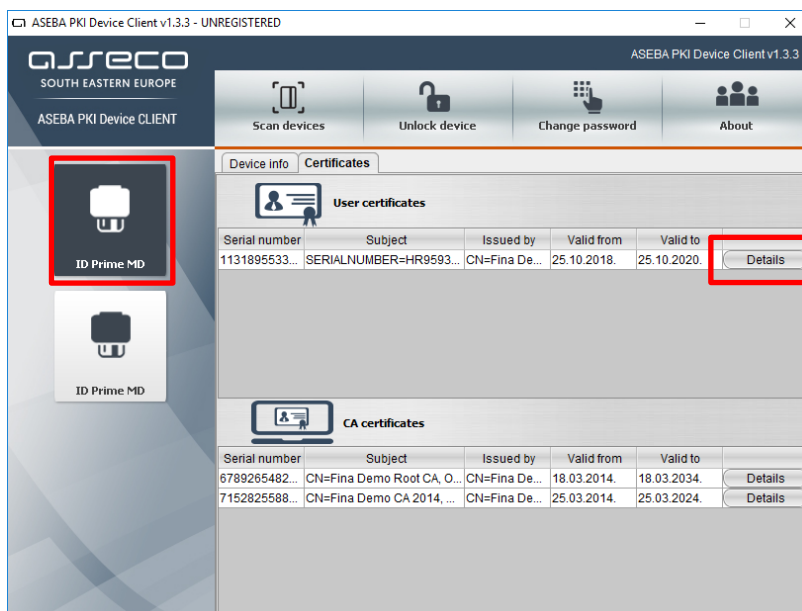 ASEBA PKI Device Client v1.3.3 - UNREGISTERED
asseco
SOUTH EASTERN EUROPE
ASEBA PKI Device CLIENT
ASEBA PKI Device Client v1.3.3
Scan devices Unlock device Change password About
ID Prime MD
ID Prime MD
Device info Certificates
User certificates
Serial number Subject Issued by Valid from Valid to
1131895533... SERIALNUMBER=HR9593... CN=Fina De... 25.10.2018. 25.10.2020. Details
CA certificates
Serial number Subject Issued by Valid from Valid to
6789265482... CN=Fina Demo Root CA, O... CN=Fina De... 18.03.2014. 18.03.2034. Details
7152825588... CN=Fina Demo CA 2014, ... CN=Fina De... 25.03.2014. 25.03.2024. Details